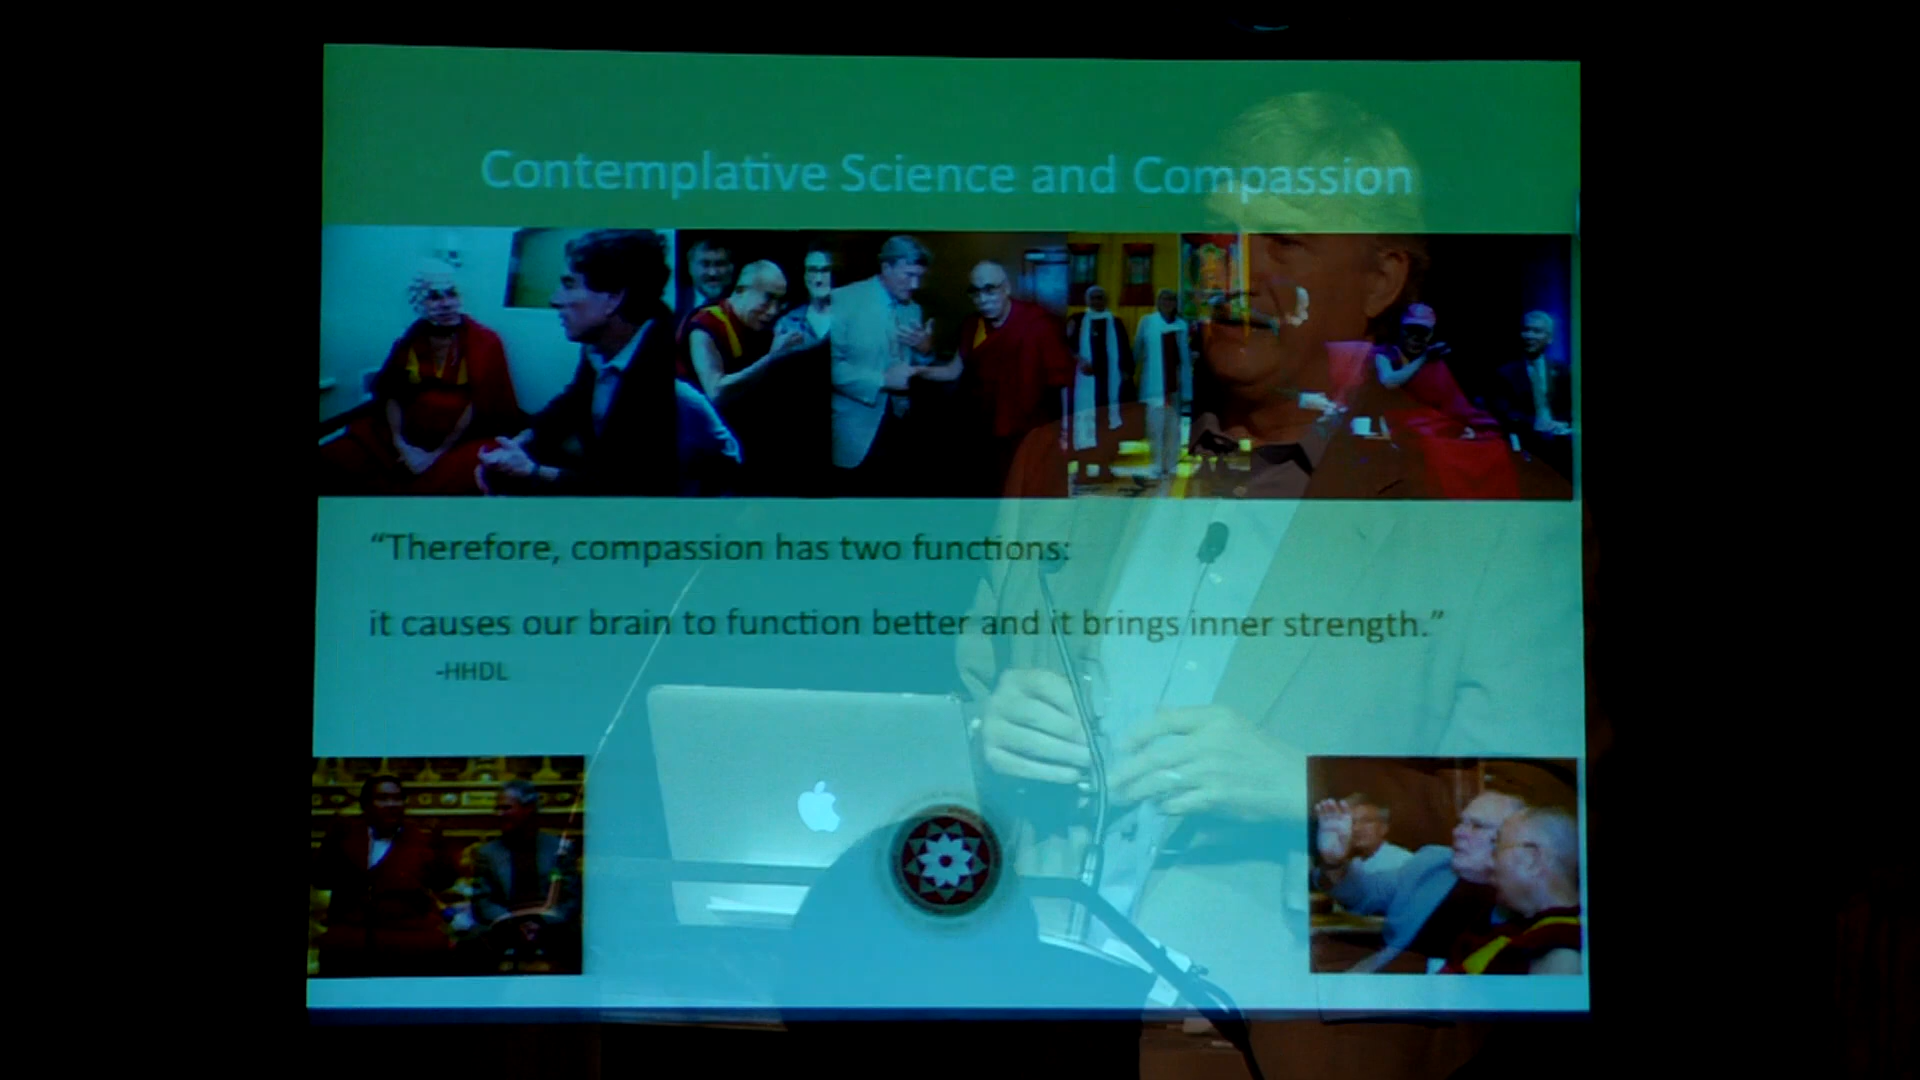 Contemplative Science and Compassion
“Therefore, compassion has two functions:
it causes our brain to function better and it brings inner strength.”
-HHDL